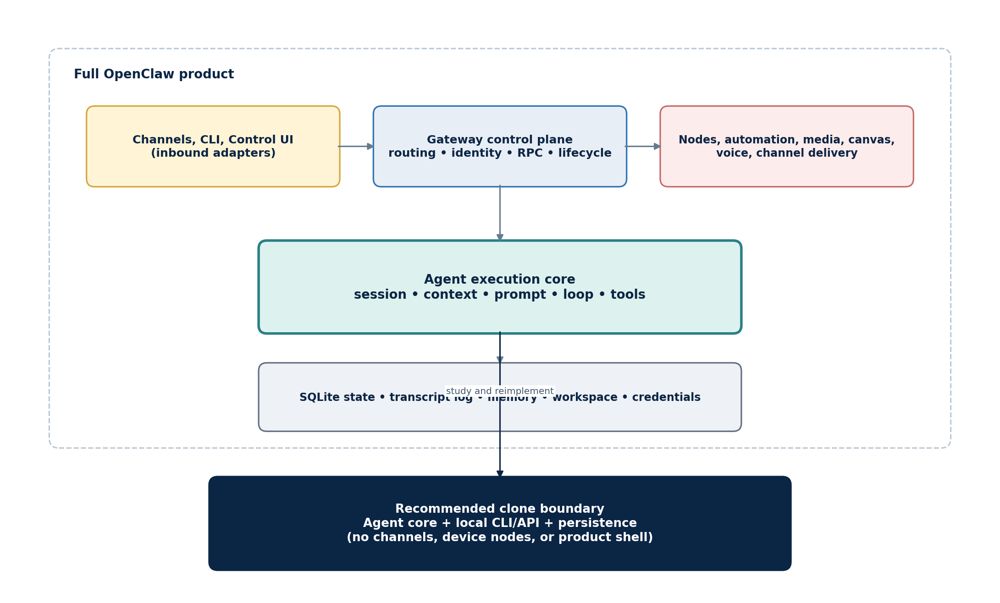 Full OpenClaw product
Channels, CLI, Control UI
(inbound adapters)
Gateway control plane
routing • identity • RPC • lifecycle
Nodes, automation, media, canvas,
voice, channel delivery
Agent execution core
session • context • prompt • loop • tools
study and reimplement
SQLite state • transcript log • memory • workspace • credentials
Recommended clone boundary
Agent core + local CLI/API + persistence
(no channels, device nodes, or product shell)